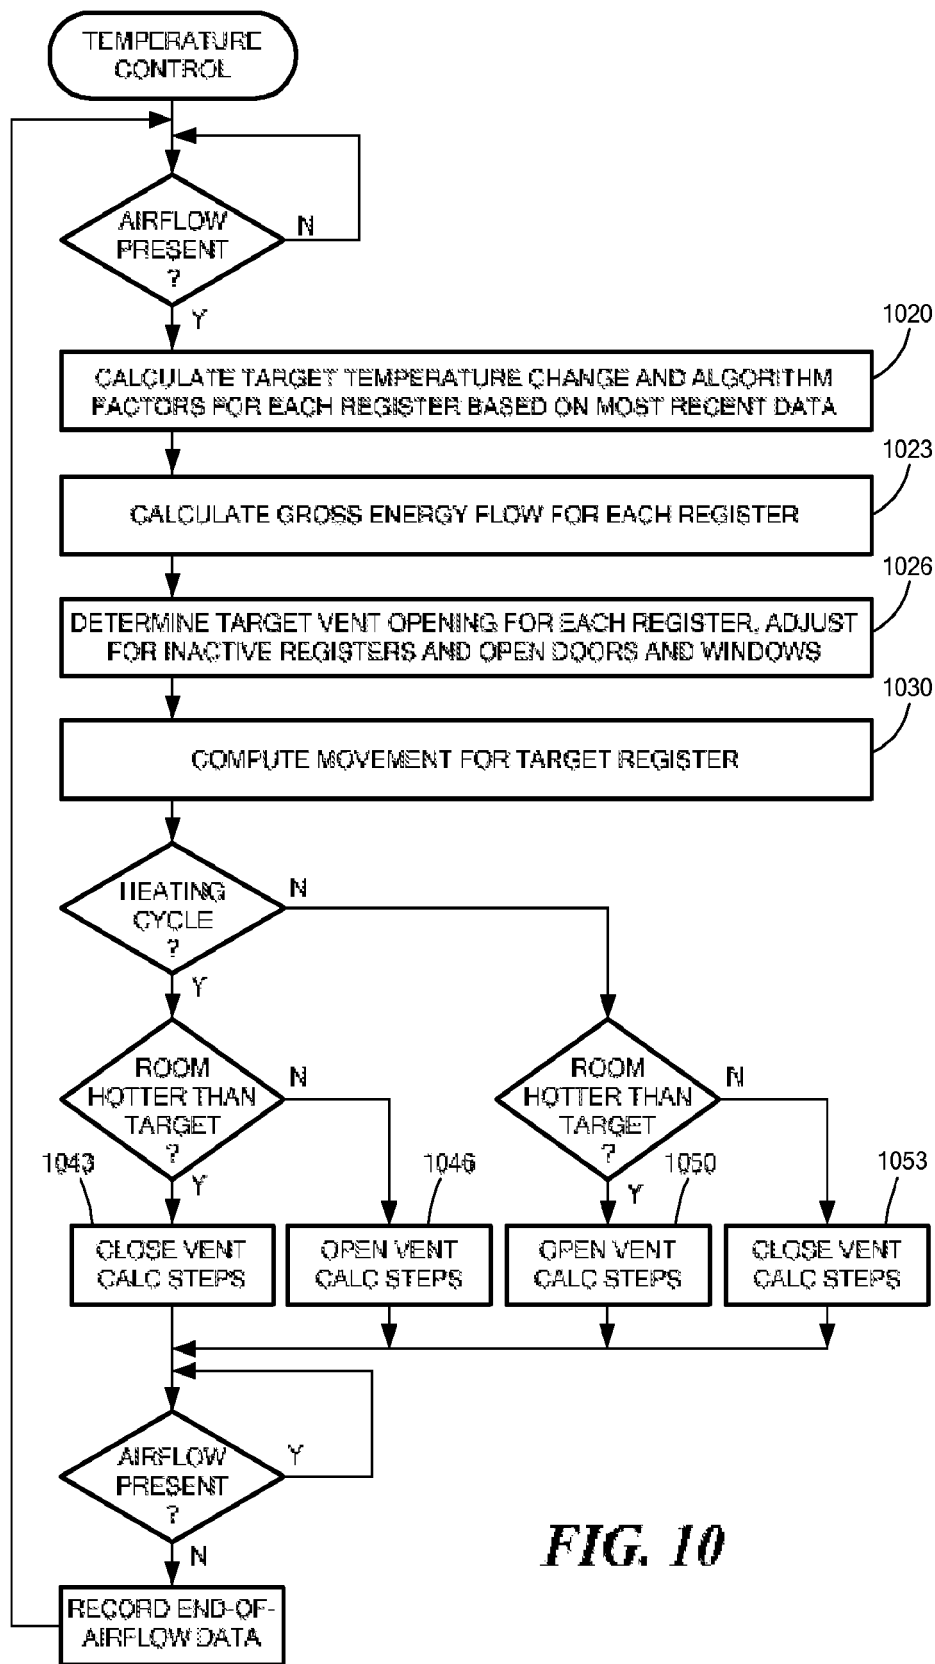 TEMPERATURE
CONTROL
AIRFLOW
PRESENT
?
N
Y
1020
CALCULATE TARGET TEMPERATURE CHANGE AND ALGORITHM
FACTORS FOR EACH REGISTER BASED ON MOST RECENT DATA
1023
CALCULATE GROSS ENERGY FLOW FOR EACH REGISTER
1026
DETERMINE TARGET VENT OPENING FOR EACH REGISTER, ADJUST
FOR INACTIVE REGISTERS AND OPEN DOORS AND WINDOWS
1030
COMPUTE MOVEMENT FOR TARGET REGISTER
HEATING
CYCLE
?
N
Y
ROOM
HOTTER THAN
TARGET
?
N
Y
ROOM
HOTTER THAN
TARGET
?
N
Y
1043
CLOSE VENT
CALC STEPS
1046
OPEN VENT
CALC STEPS
1050
OPEN VENT
CALC STEPS
1053
CLOSE VENT
CALC STEPS
AIRFLOW
PRESENT
?
Y
N
RECORD END-OF-
AIRFLOW DATA
FIG. 10